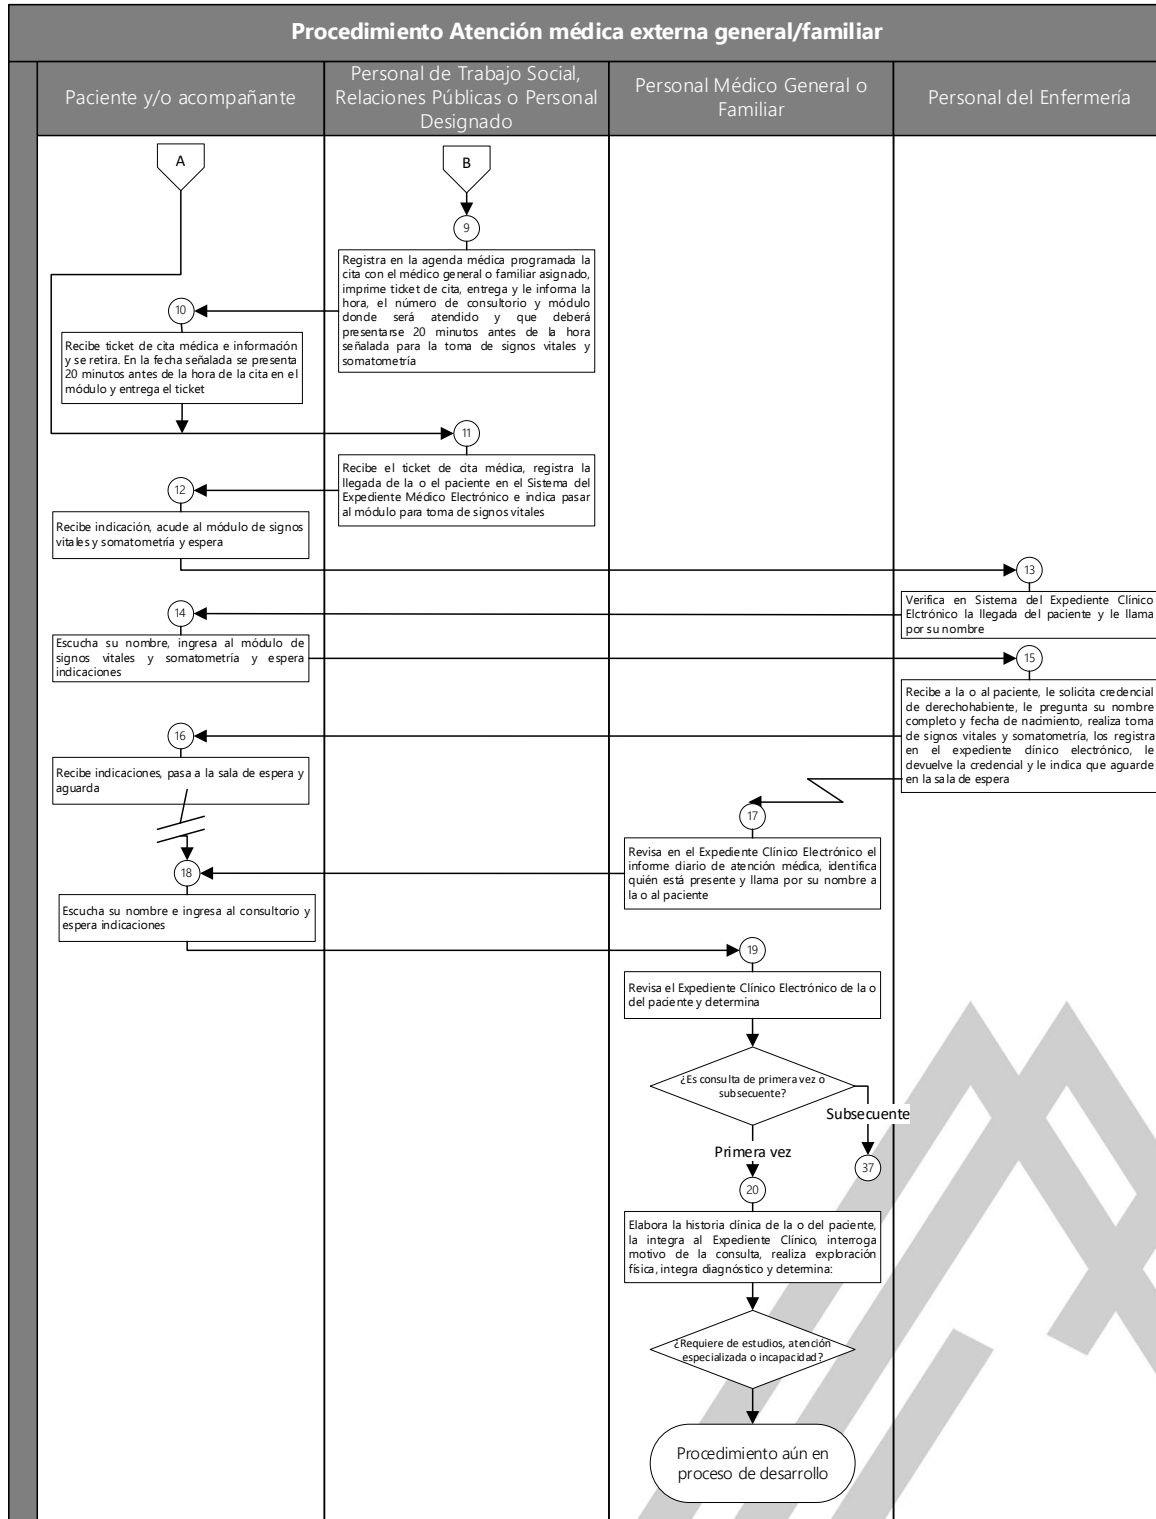 Procedimiento Atención médica externa general/familiar
Paciente y/o acompañante
Personal de Trabajo Social,
Relaciones Públicas o Personal
Designado
Personal Médico General o
Familiar
Personal del Enfermería
A
B
9
Registra en la agenda médica programada la
cita con el médico general o familiar asignado,
imprime ticket de cita, entrega y le informa la
hora, el número de consultorio y módulo
donde será atendido y que deberá
presentarse 20 minutos antes de la hora
señalada para la toma de signos vitales y
somatometría
10
Recibe ticket de cita médica e información
y se retira. En la fecha señalada se presenta
20 minutos antes de la hora de la cita en el
módulo y entrega el ticket
11
Recibe el ticket de cita médica, registra la
llegada de la o el paciente en el Sistema del
Expediente Médico Electrónico e indica pasar
al módulo para toma de signos vitales
12
Recibe indicación, acude al módulo de signos
vitales y somatometría y espera
13
Verifica en Sistema del Expediente Clínico
Elctrónico la llegada del paciente y le llama
por su nombre
14
Escucha su nombre, ingresa al módulo de
signos vitales y somatometría y espera
indicaciones
15
Recibe a la o al paciente, le solicita credencial
de derechohabiente, le pregunta su nombre
completo y fecha de nacimiento, realiza toma
de signos vitales y somatometría, los registra
en el expediente clínico electrónico, le
devuelve la credencial y le indica que aguarde
en la sala de espera
16
Recibe indicaciones, pasa a la sala de espera y
aguarda
17
Revisa en el Expediente Clínico Electrónico el
informe diario de atención médica, identifica
quién está presente y llama por su nombre a
la o al paciente
18
Escucha su nombre e ingresa al consultorio y
espera indicaciones
19
Revisa el Expediente Clínico Electrónico de la o
del paciente y determina
¿Es consulta de primera vez o
subsecuente?
Subsecuente
37
Primera vez
20
Elabora la historia clínica de la o del paciente,
la integra al Expediente Clínico, interroga
motivo de la consulta, realiza exploración
física, integra diagnóstico y determina:
¿Requiere de estudios, atención
especializada o incapacidad?
Procedimiento aún en
proceso de desarrollo